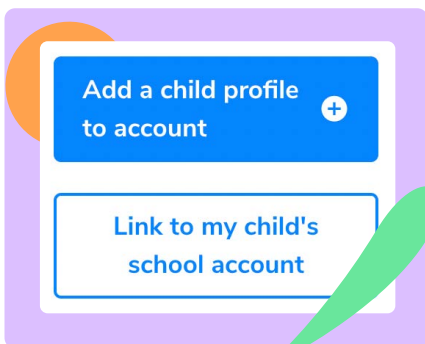 Add a child profile
to account
Link to my child's
school account